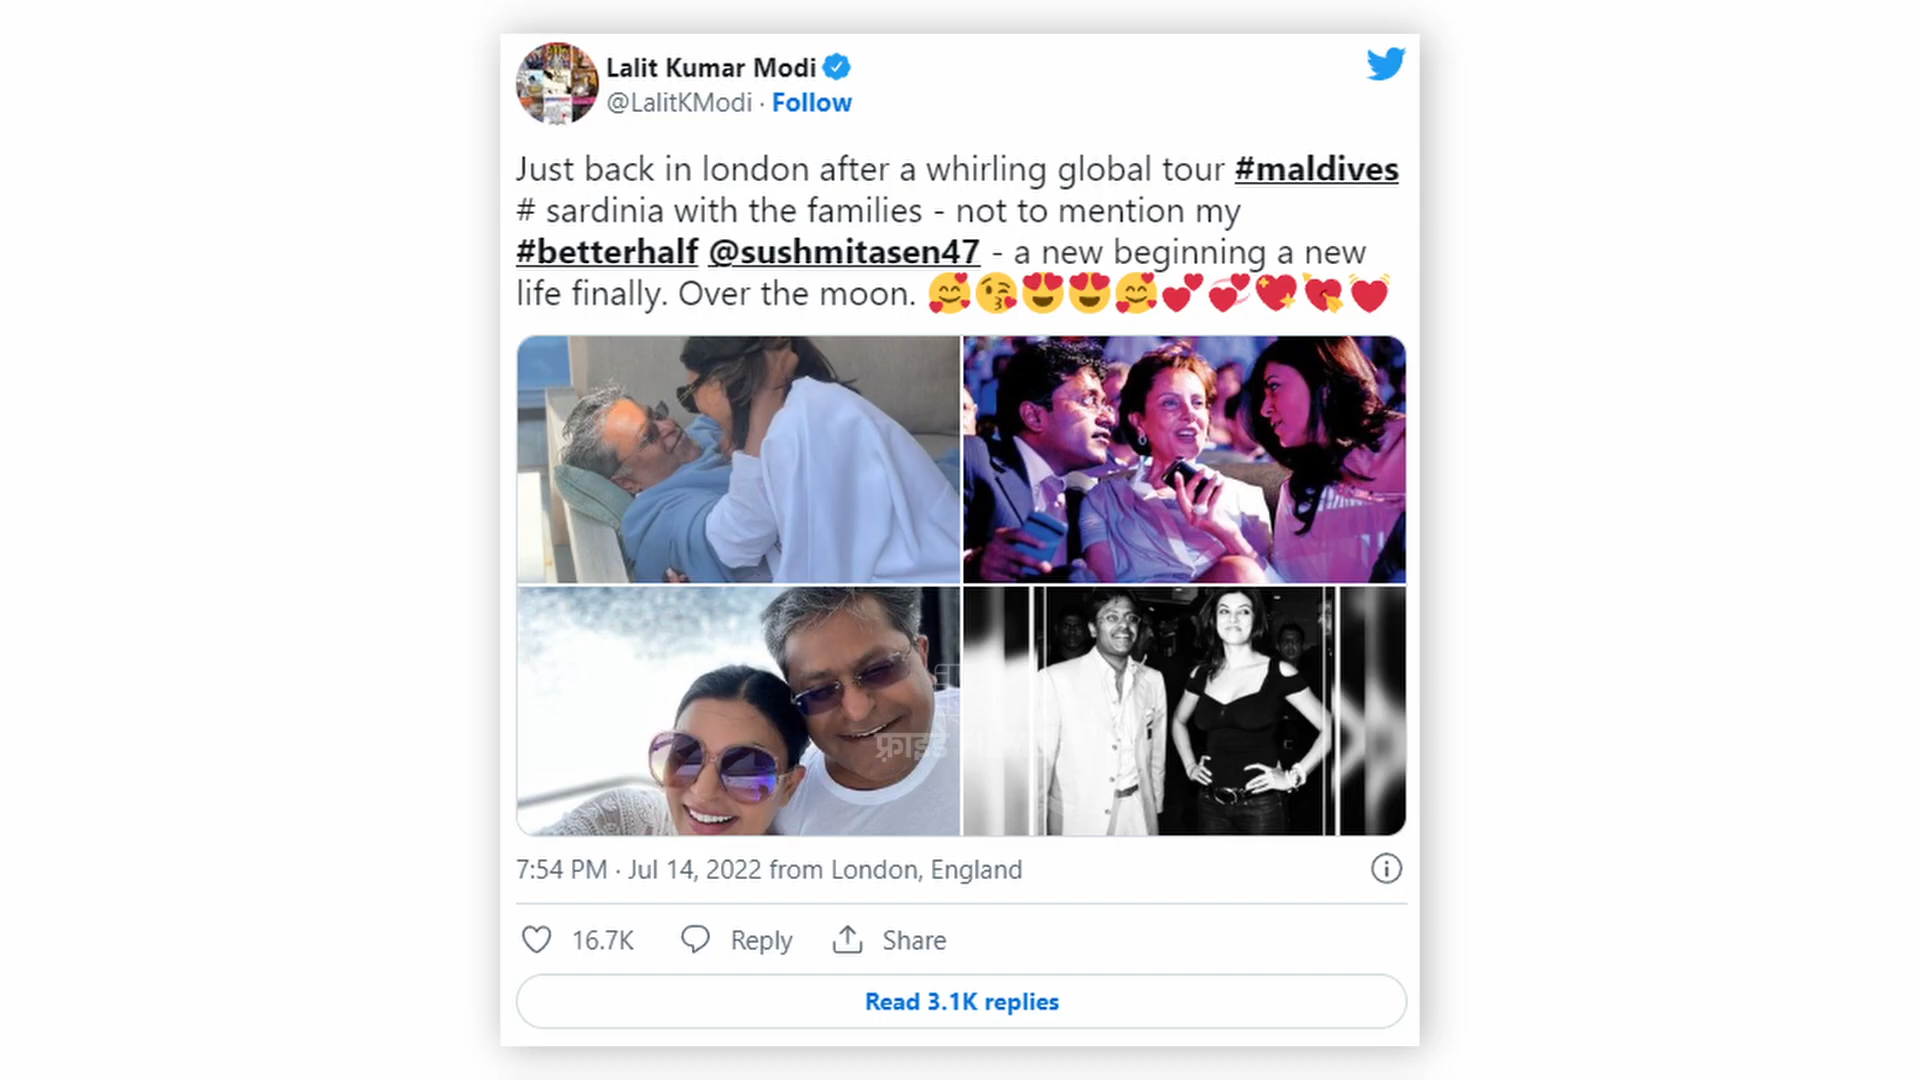 Lalit Kumar Modi
@LalitKModi · Follow
Just back in london after a whirling global tour #maldives
# sardinia with the families - not to mention my
#betterhalf @sushmitasen47 - a new beginning a new
life finally. Over the moon. 🥰😘😍😍🥰💕💞💖💘💓
फ्राइडे
7:54 PM · Jul 14, 2022 from London, England
16.7K Reply Share
Read 3.1K replies